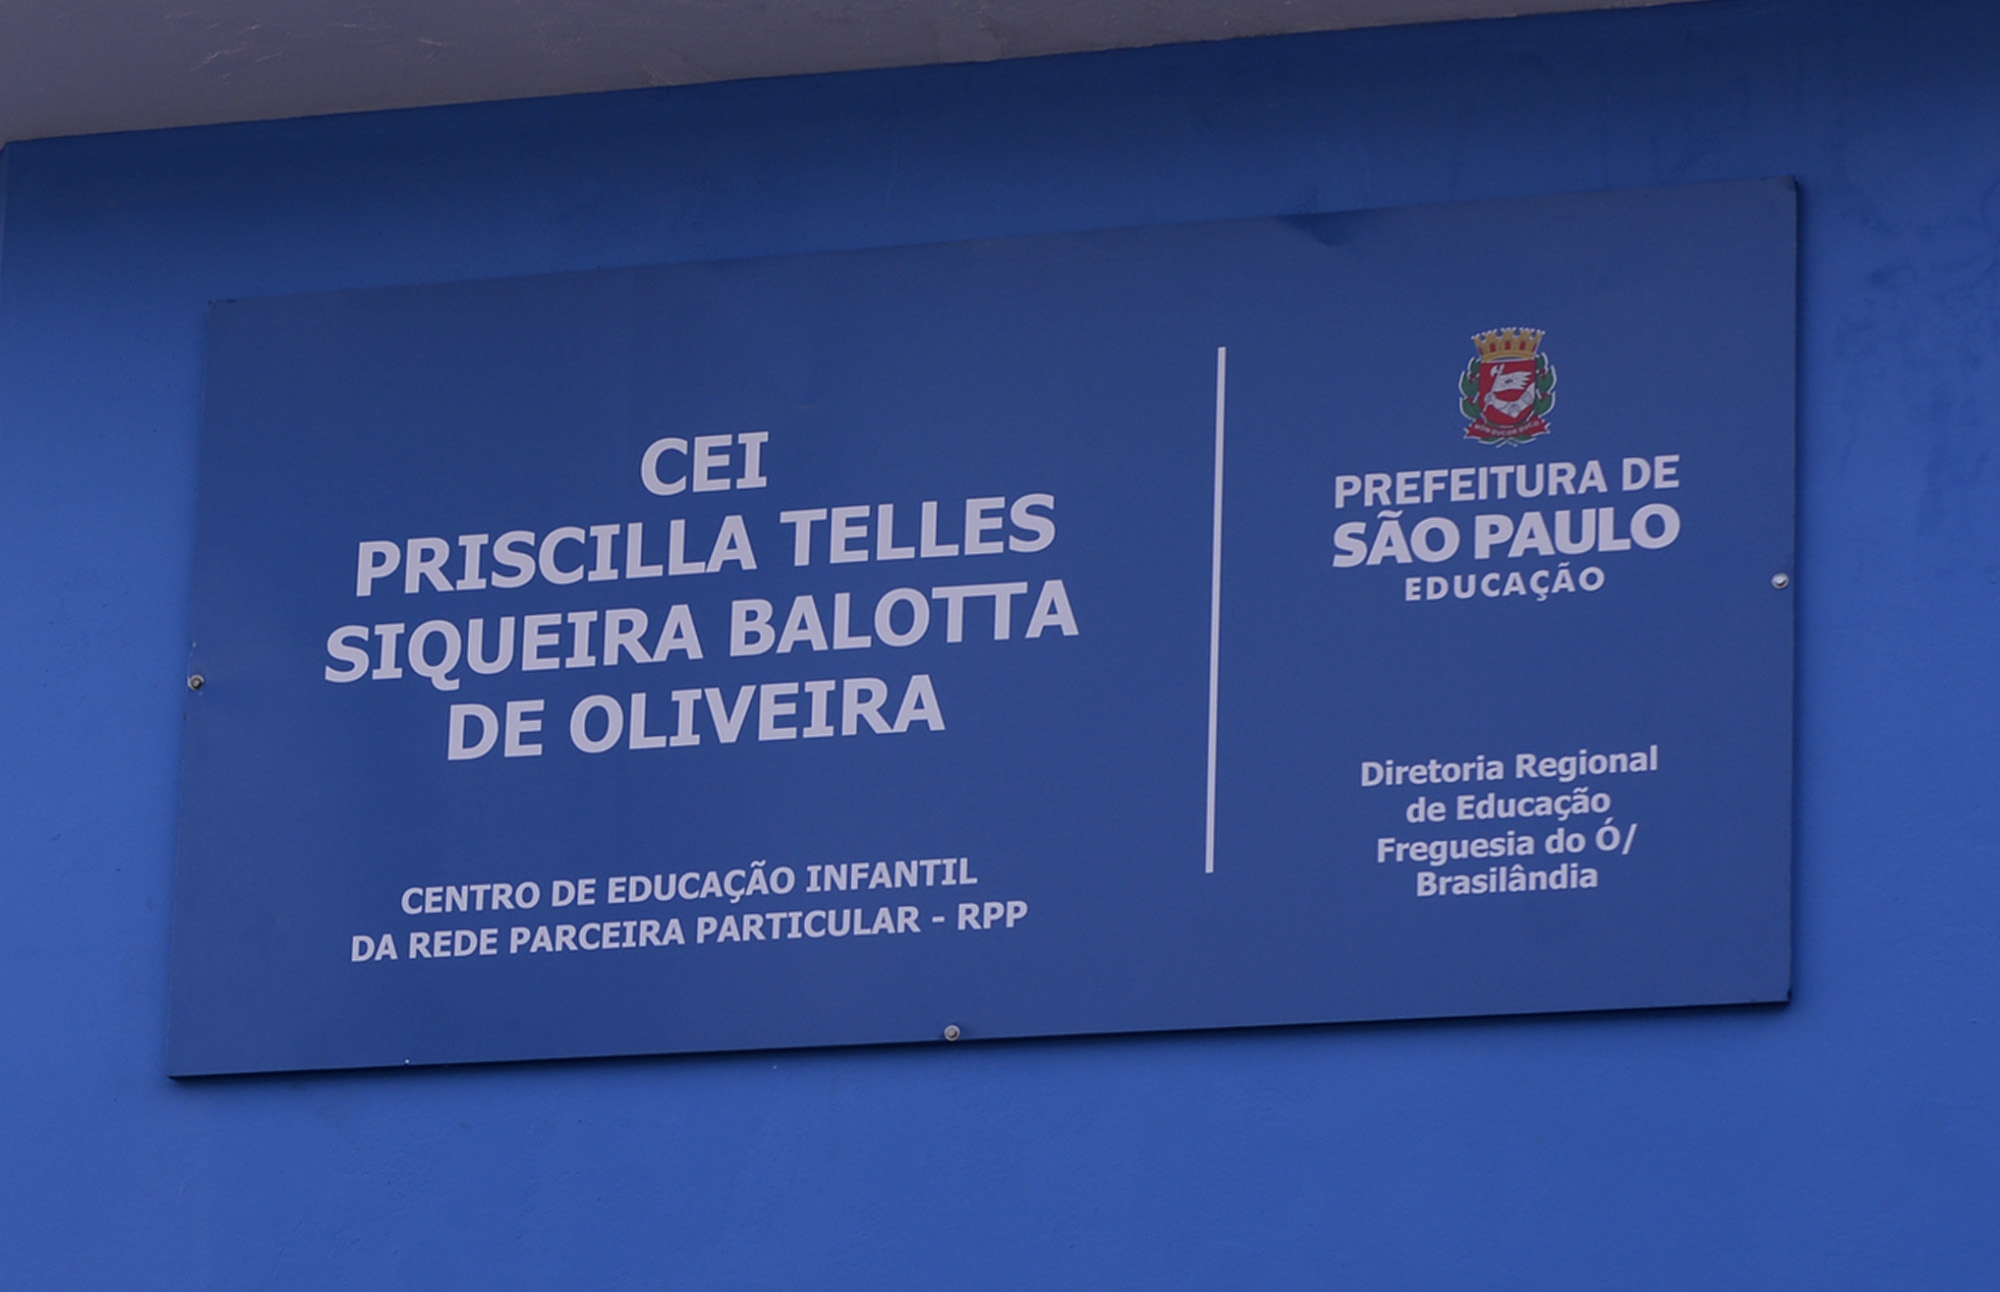 CEI
PRISCILLA TELLES
SIQUEIRA BALOTTA
DE OLIVEIRA
CENTRO DE EDUCAÇÃO INFANTIL
DA REDE PARCEIRA PARTICULAR - RPP
PREFEITURA DE
SÃO PAULO
EDUCAÇÃO
Diretoria Regional
de Educação
Freguesia do Ó/
Brasilândia